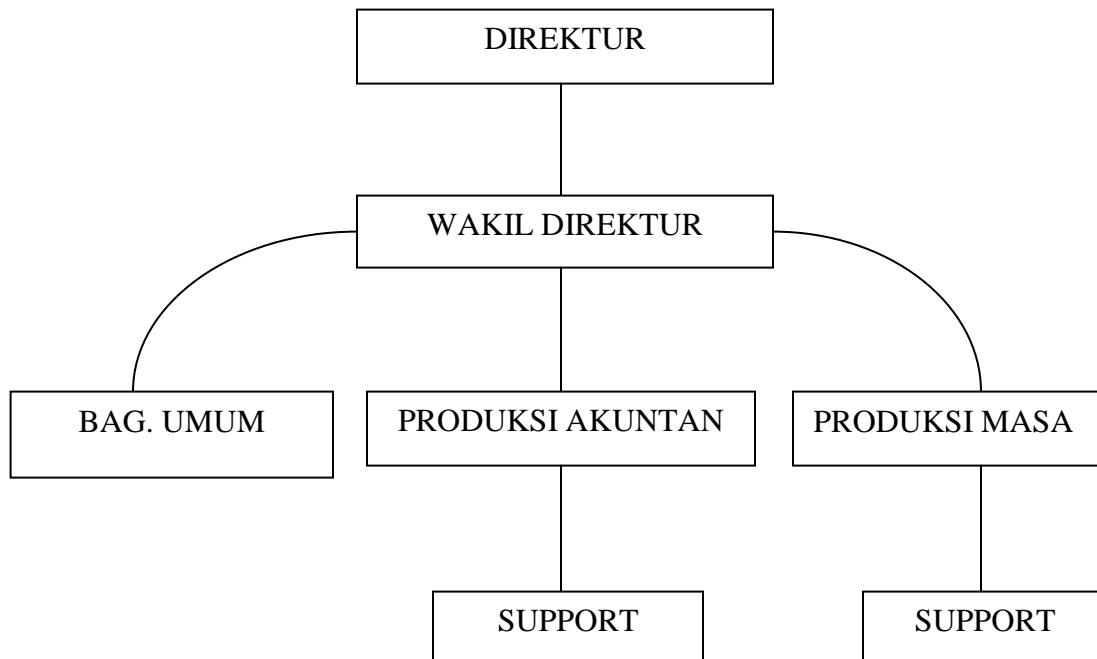 DIREKTUR
WAKIL DIREKTUR
BAG. UMUM
PRODUKSI AKUNTAN
PRODUKSI MASA
SUPPORT
SUPPORT